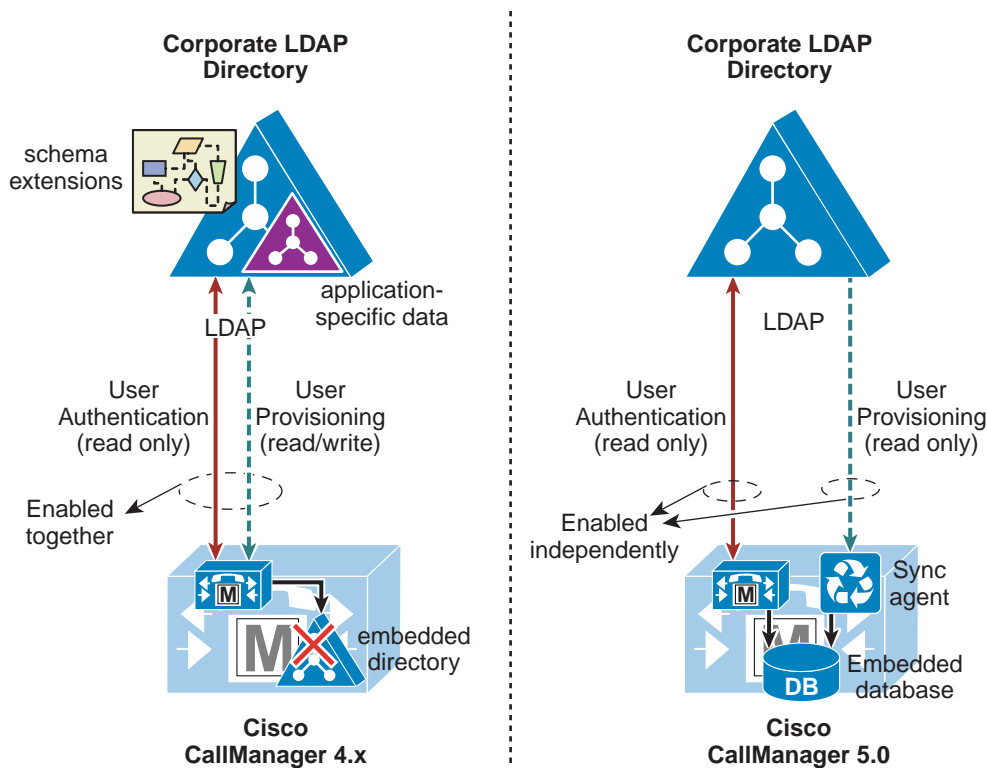 Corporate LDAP
Directory
schema
extensions
application-
specific data
LDAP
User
Authentication
(read only)
User
Provisioning
(read/write)
Enabled
together
M
M
embedded
directory
Cisco
CallManager 4.x
Corporate LDAP
Directory
LDAP
User
Authentication
(read only)
User
Provisioning
(read only)
Enabled
independently
M
Sync
agent
M
DB
Embedded
database
Cisco
CallManager 5.0